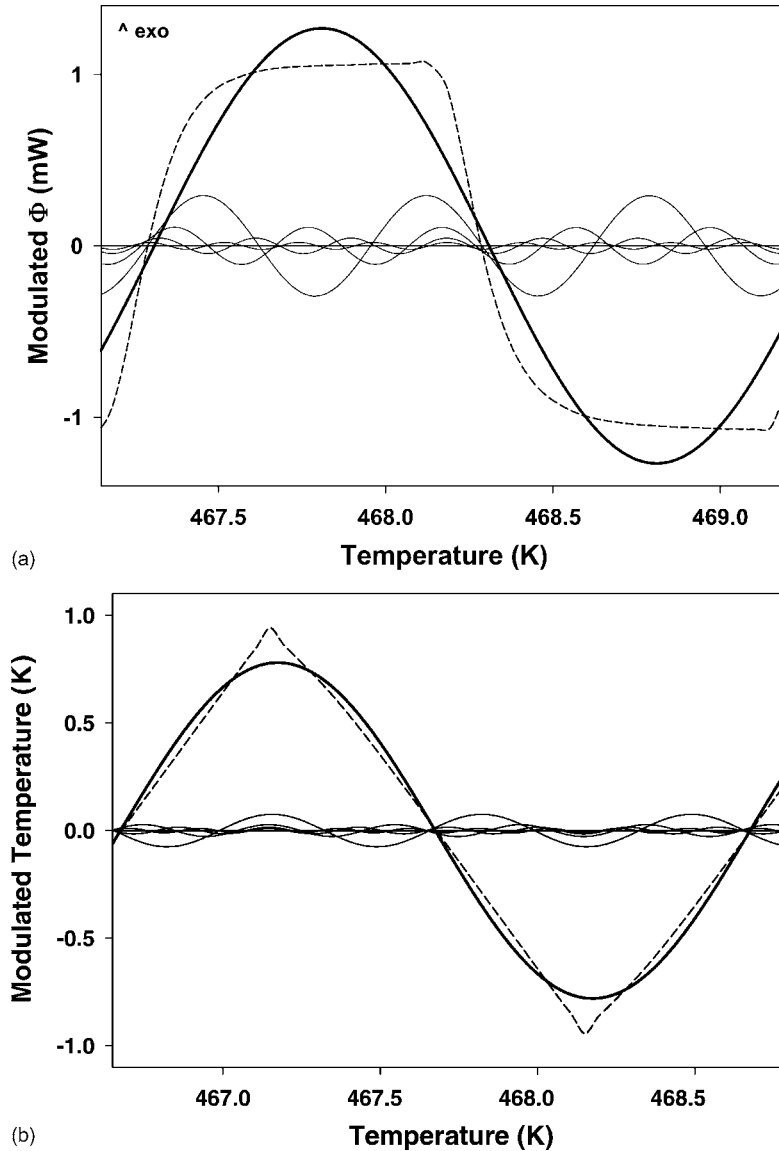 ^ exo
1
0
-1
Modulated Φ (mW)
467.5 468.0 468.5 469.0
Temperature (K)
(a)
1.0
0.5
0.0
-0.5
-1.0
Modulated Temperature (K)
467.0 467.5 468.0 468.5
Temperature (K)
(b)